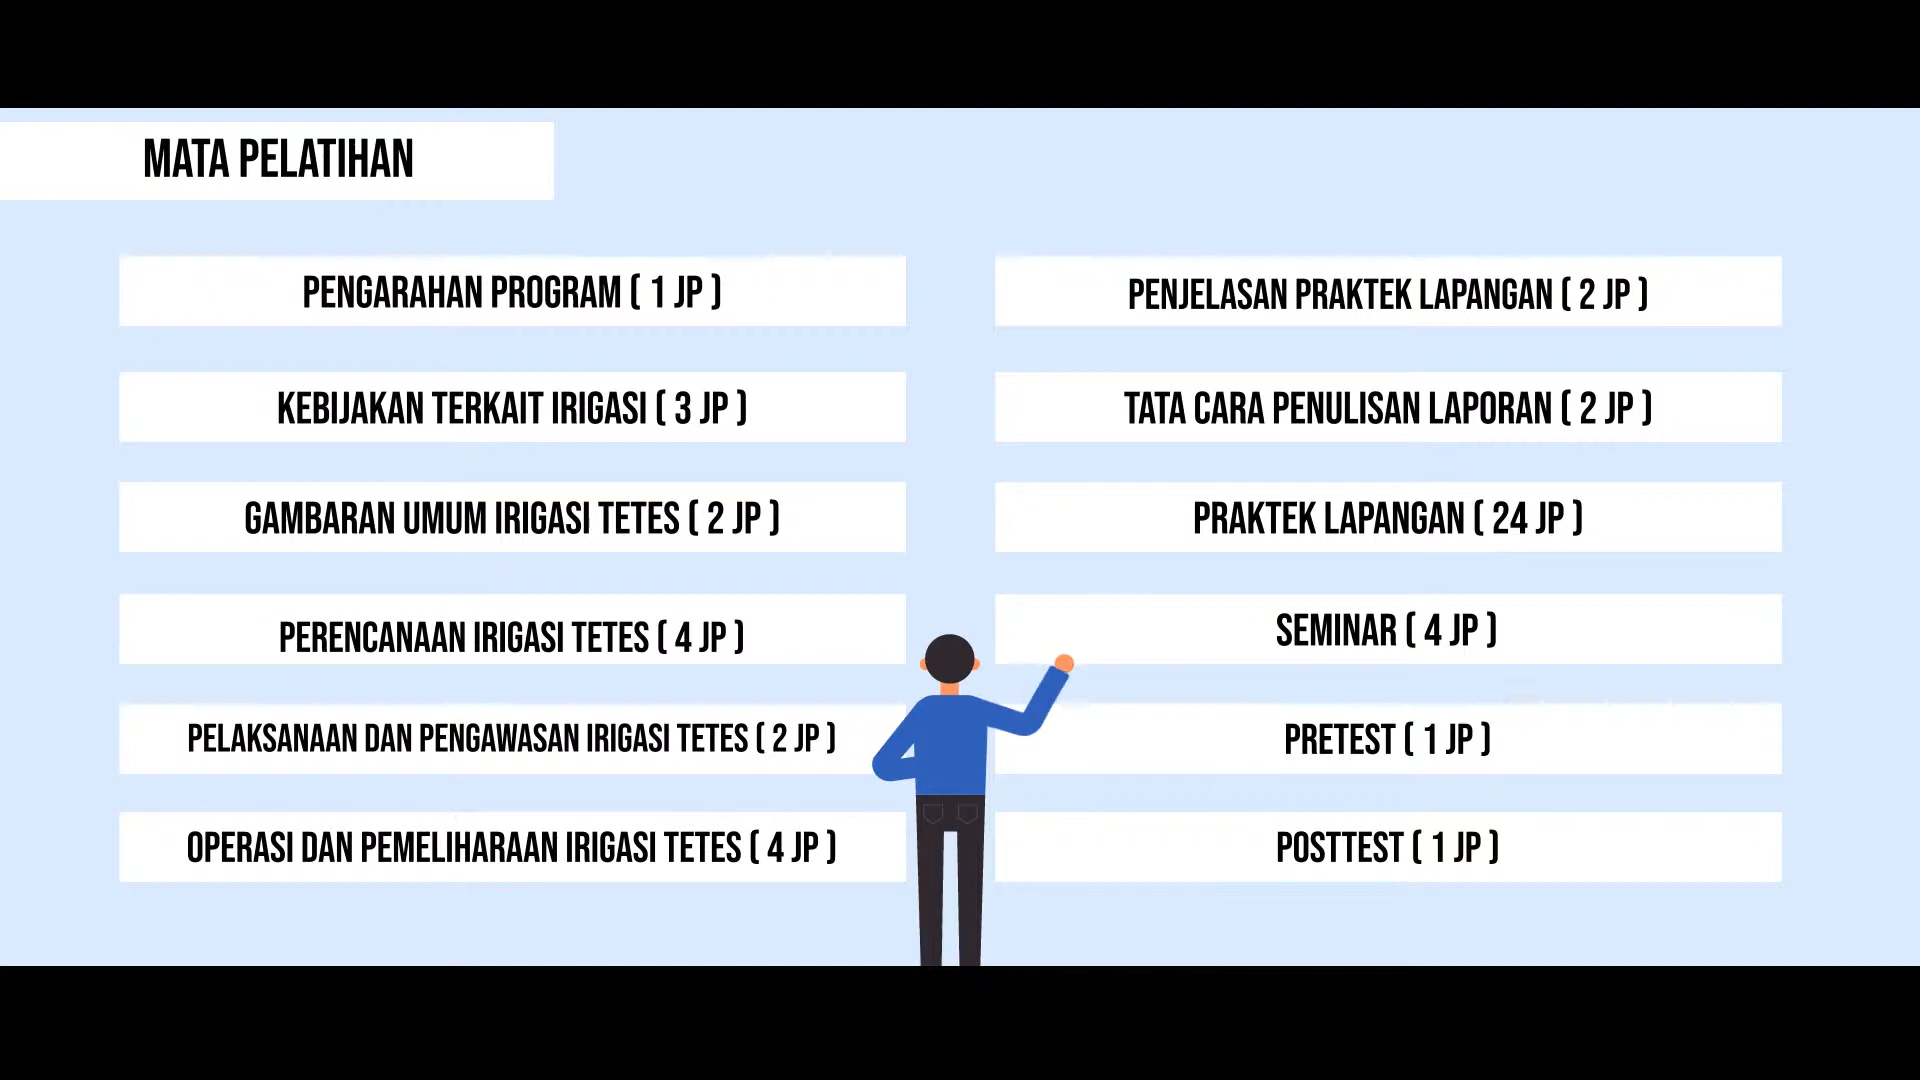 MATA PELATIHAN
PENGARAHAN PROGRAM ( 1 JP )
KEBIJAKAN TERKAIT IRIGASI ( 3 JP )
GAMBARAN UMUM IRIGASI TETES ( 2 JP )
PERENCANAAN IRIGASI TETES ( 4 JP )
PELAKSANAAN DAN PENGAWASAN IRIGASI TETES ( 2 JP )
OPERASI DAN PEMELIHARAAN IRIGASI TETES ( 4 JP )
PENJELASAN PRAKTEK LAPANGAN ( 2 JP )
TATA CARA PENULISAN LAPORAN ( 2 JP )
PRAKTEK LAPANGAN ( 24 JP )
SEMINAR ( 4 JP )
PRETEST ( 1 JP )
POSTTEST ( 1 JP )